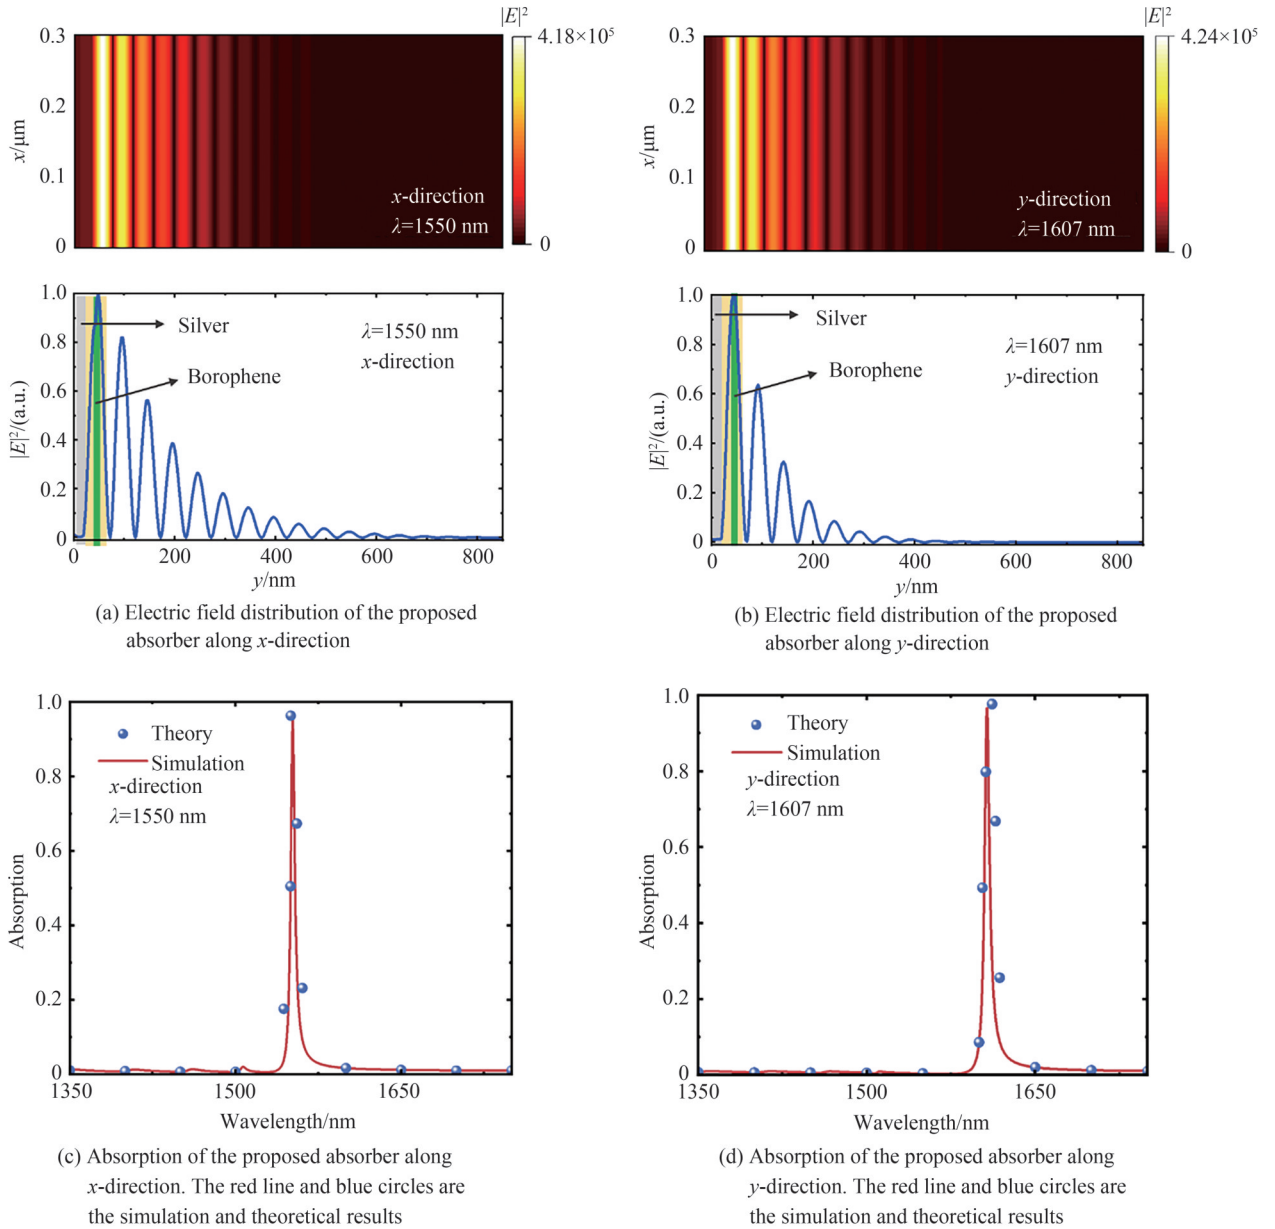 |E|²
4.18×10⁵
0
0.3
0.2
0.1
0
x/μm
x-direction
λ=1550 nm
|E|²
4.24×10⁵
0
0.3
0.2
0.1
0
x/μm
y-direction
λ=1607 nm
1.0
0.8
0.6
0.4
0.2
0
|E|²/(a.u.)
Silver
Borophene
λ=1550 nm
x-direction
0 200 400 600 800
y/nm
1.0
0.8
0.6
0.4
0.2
0
|E|²/(a.u.)
Silver
Borophene
λ=1607 nm
y-direction
0 200 400 600 800
y/nm
(a) Electric field distribution of the proposed
absorber along x-direction
(b) Electric field distribution of the proposed
absorber along y-direction
1.0
0.8
0.6
0.4
0.2
0
Absorption
Theory
Simulation
x-direction
λ=1550 nm
1350 1500 1650
Wavelength/nm
1.0
0.8
0.6
0.4
0.2
0
Absorption
Theory
Simulation
y-direction
λ=1607 nm
1350 1500 1650
Wavelength/nm
(c) Absorption of the proposed absorber along
x-direction. The red line and blue circles are
the simulation and theoretical results
(d) Absorption of the proposed absorber along
y-direction. The red line and blue circles are
the simulation and theoretical results